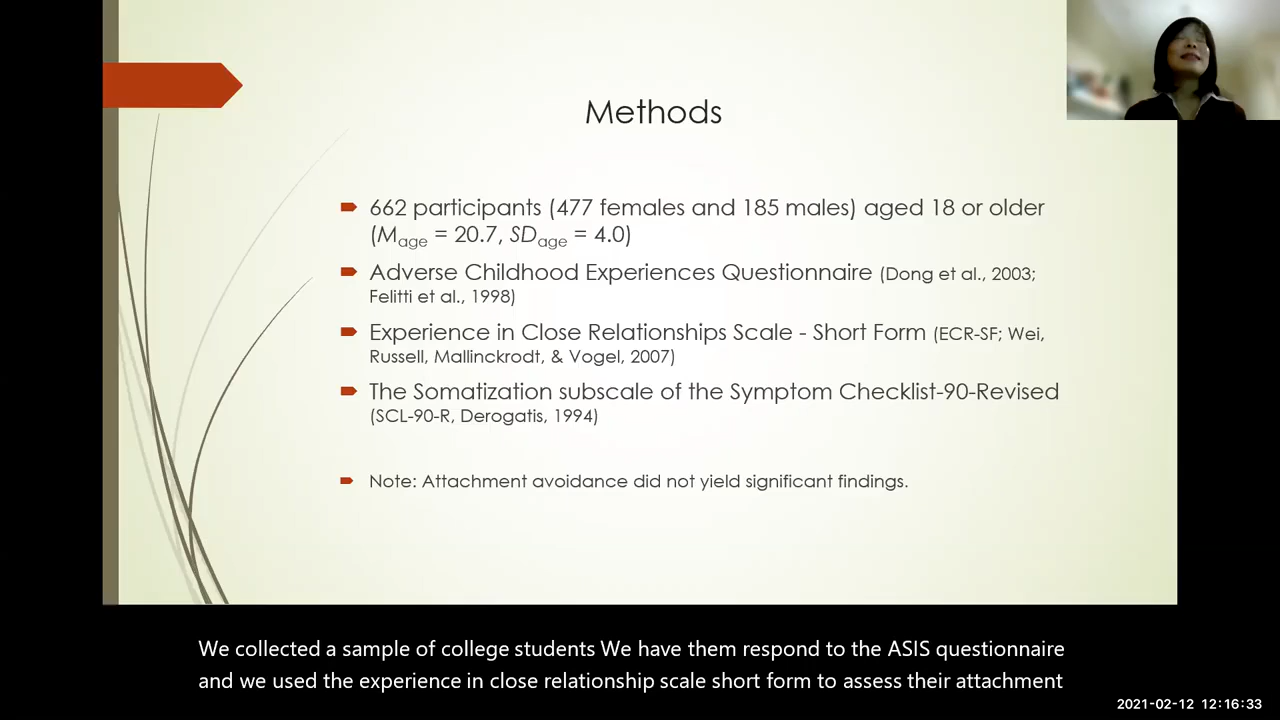 Methods
662 participants (477 females and 185 males) aged 18 or older
(Mage = 20.7, SDage = 4.0)
Adverse Childhood Experiences Questionnaire (Dong et al., 2003;
Felitti et al., 1998)
Experience in Close Relationships Scale - Short Form (ECR-SF; Wei,
Russell, Mallinckrodt, & Vogel, 2007)
The Somatization subscale of the Symptom Checklist-90-Revised
(SCL-90-R, Derogatis, 1994)
Note: Attachment avoidance did not yield significant findings.
We collected a sample of college students We have them respond to the ASIS questionnaire
and we used the experience in close relationship scale short form to assess their attachment
2021-02-12 12:16:33